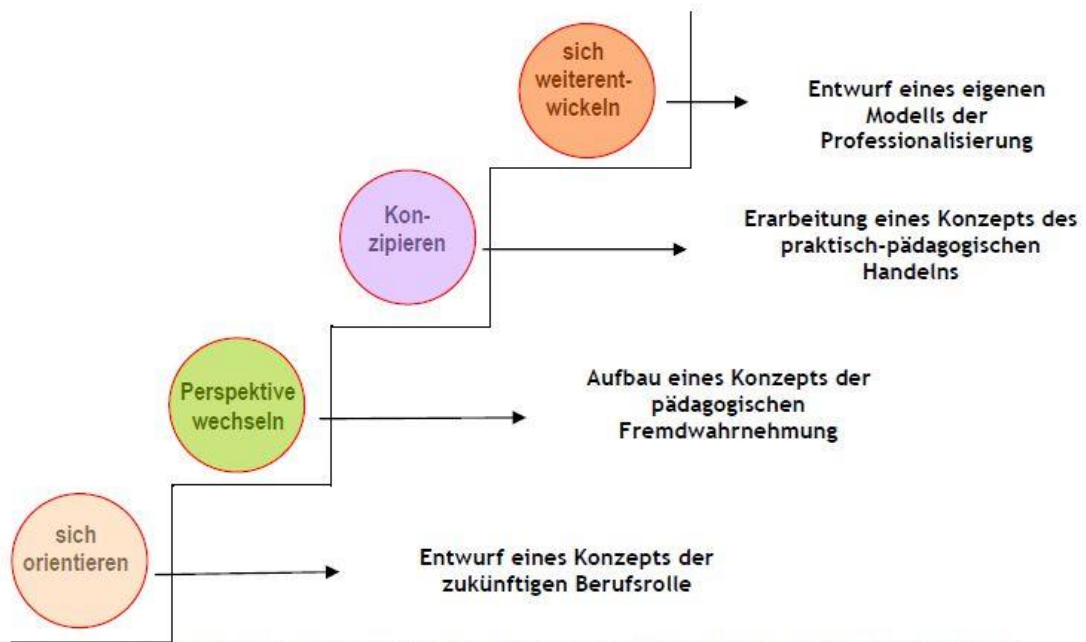 sich
weiterent-
wickeln
Entwurf eines eigenen
Modells der
Professionalisierung
Kon-
zipieren
Erarbeitung eines Konzepts des
praktisch-pädagogischen
Handelns
Perspektive
wechseln
Aufbau eines Konzepts der
pädagogischen
Fremdwahrnehmung
sich
orientieren
Entwurf eines Konzepts der
zukünftigen Berufsrolle